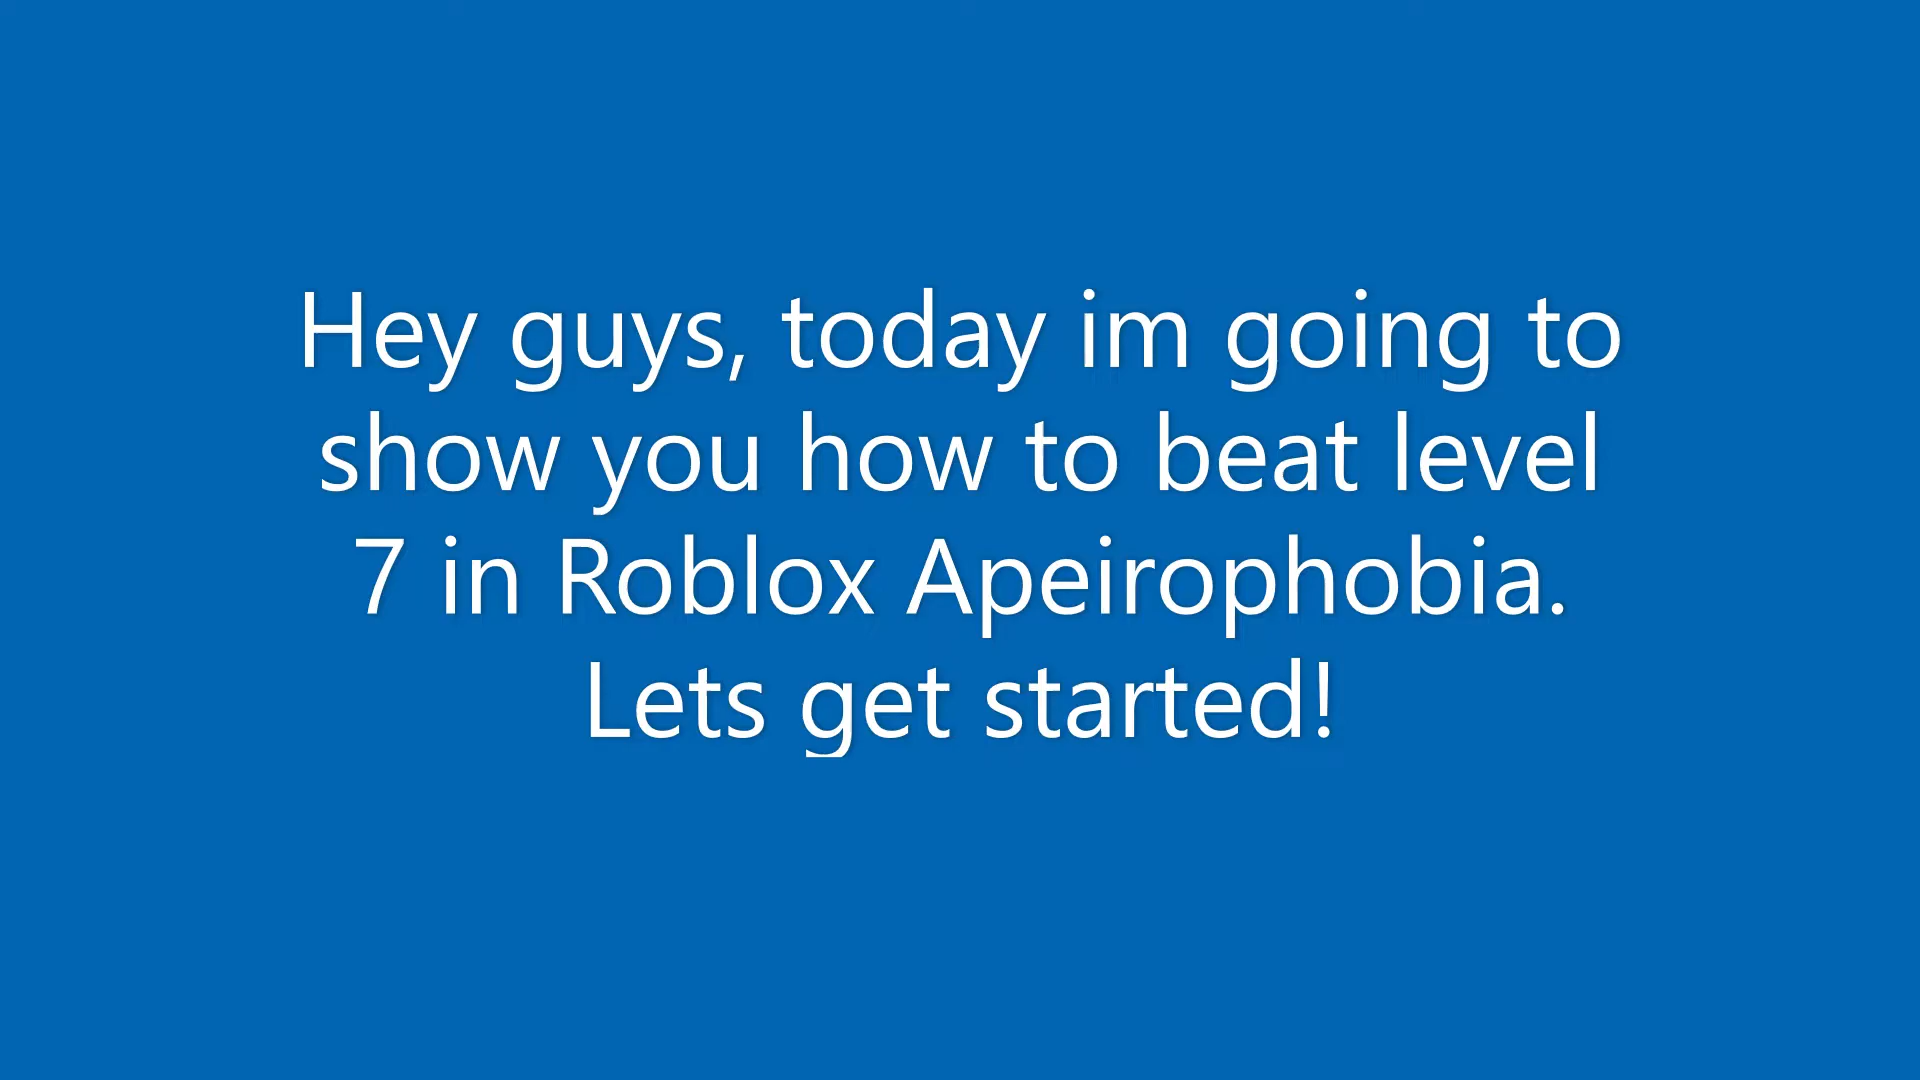 Hey guys, today im going to
show you how to beat level
7 in Roblox Apeirophobia.
Lets get started!